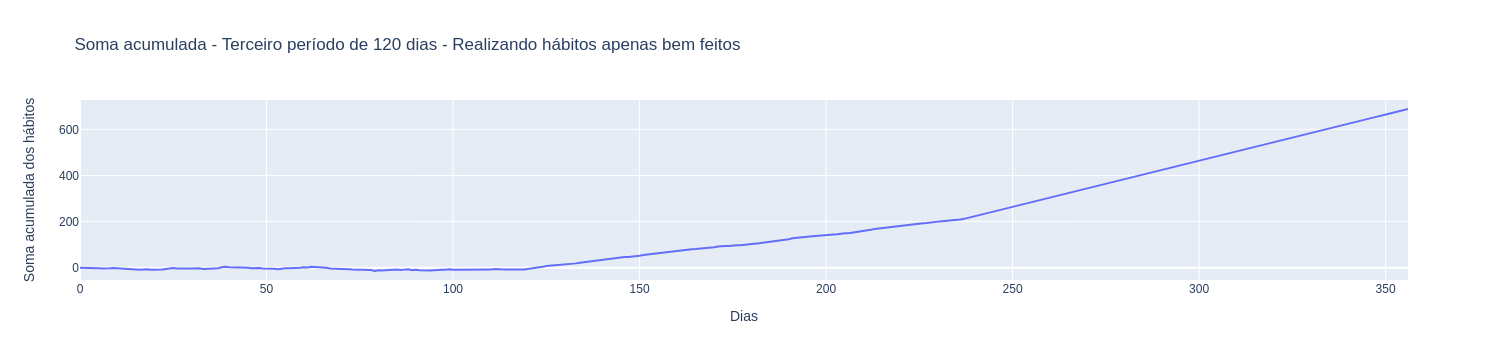 Soma acumulada - Terceiro período de 120 dias - Realizando hábitos apenas bem feitos
Soma acumulada dos hábitos
600
400
200
0
0 50 100 150 200 250 300 350
Dias